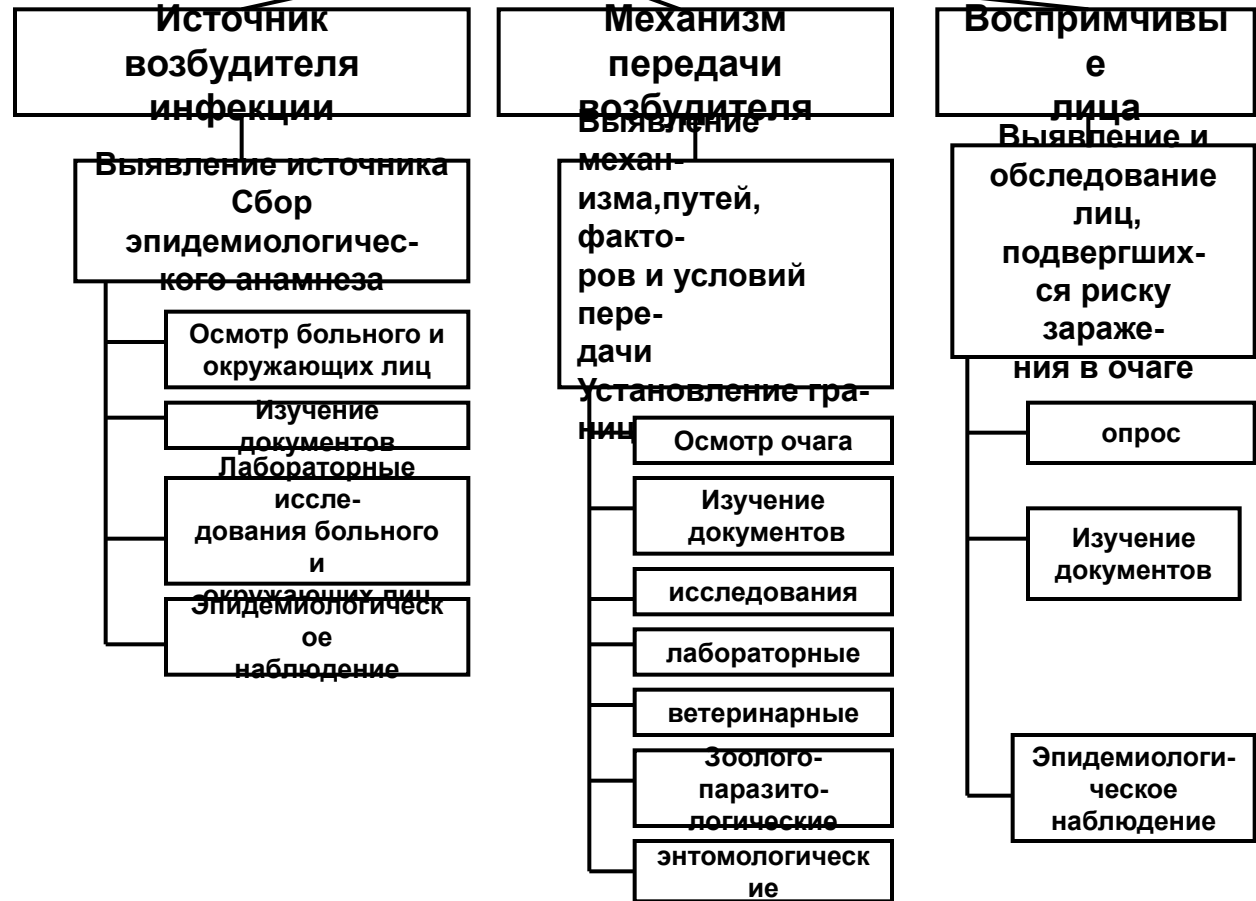 Источник
возбудителя
инфекции
Выявление источника
Сбор
эпидемиологичес-
кого анамнеза
Осмотр больного и
окружающих лиц
Изучение
документов
Лабораторные
иссле-
дования больного
и
окружающих лиц
Эпидемиологическ
ое
наблюдение
Механизм
передачи
возбудителя
Выявление
механ-
изма,путей,
факто-
ров и условий
пере-
дачи
Установление гра-
ниц
Осмотр очага
Изучение
документов
исследования
лабораторные
ветеринарные
Зоолого-
паразито-
логические
энтомологическ
ие
Воспримчивы
е
лица
Выявление и
обследование
лиц,
подвергших-
ся риску
зараже-
ния в очаге
опрос
Изучение
документов
Эпидемиологи-
ческое
наблюдение